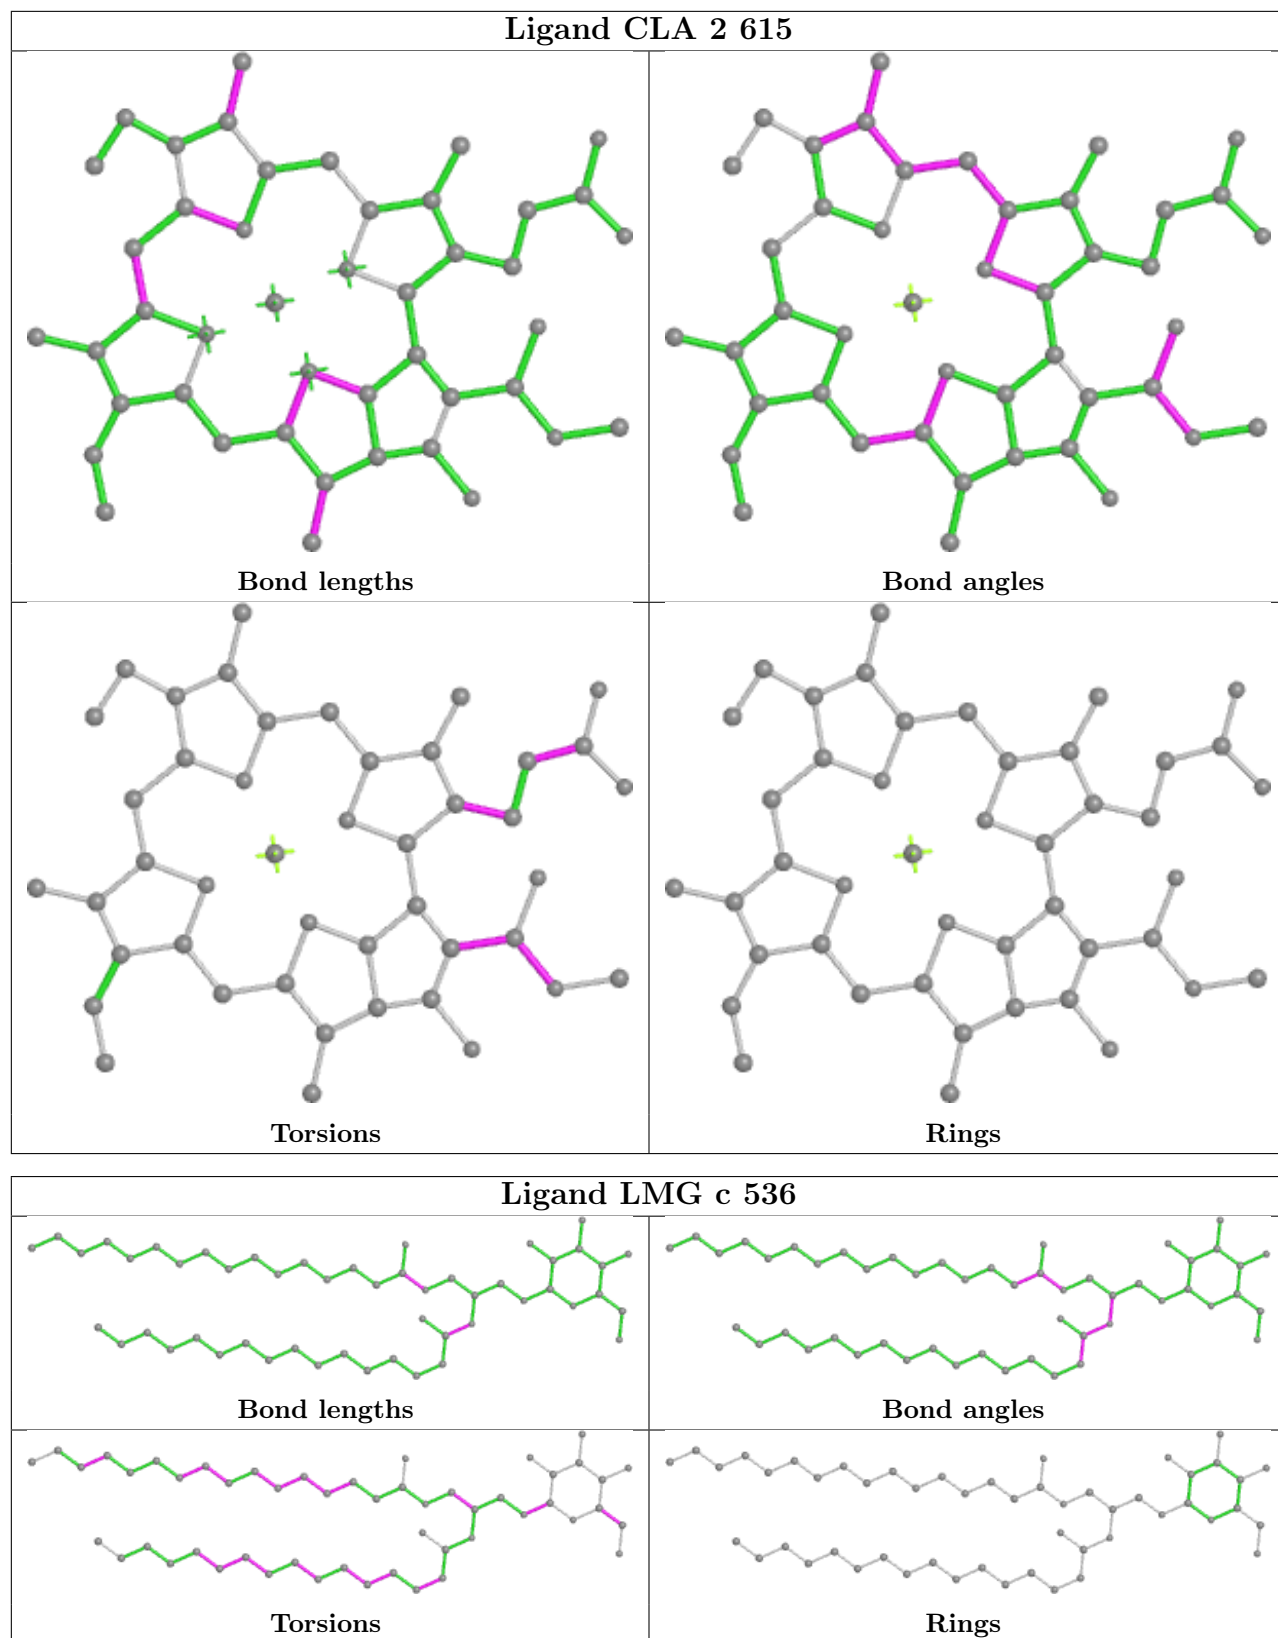 Ligand CLA 2 615
Bond lengths
Bond angles
Torsions
Rings
Ligand LMG c 536
Bond lengths
Bond angles
Torsions
Rings